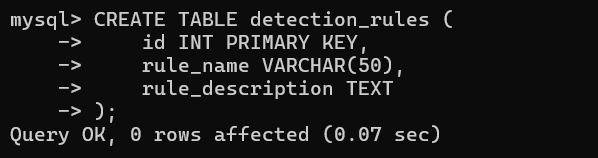 mysql> CREATE TABLE detection_rules (
    ->     id INT PRIMARY KEY,
    ->     rule_name VARCHAR(50),
    ->     rule_description TEXT
    -> );
Query OK, 0 rows affected (0.07 sec)